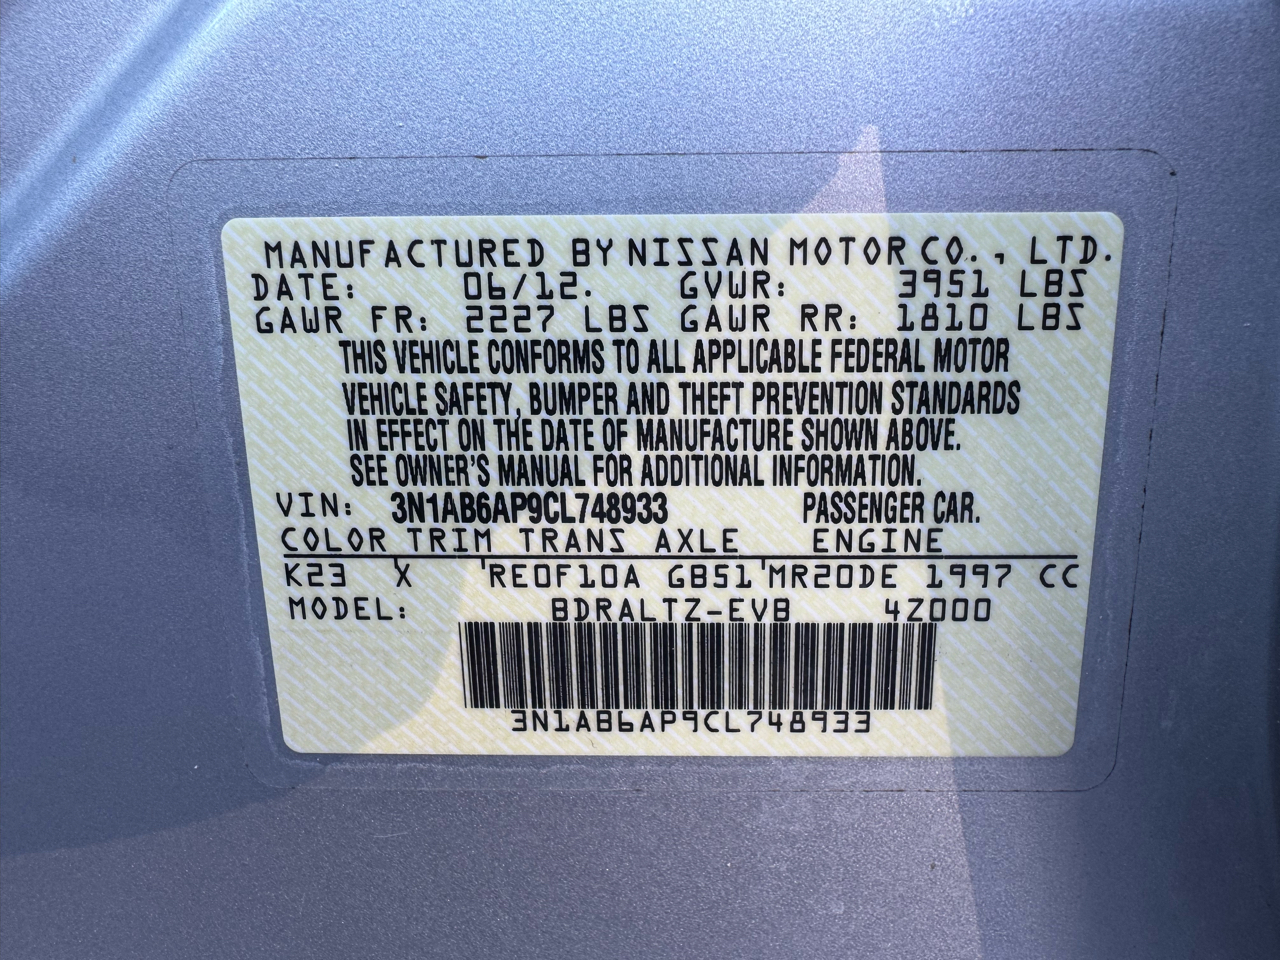 MANUFACTURED BY NISSAN MOTOR CO., LTD.
DATE: 06/12. GVWR: 3951 LBS
GAWR FR: 2227 LBS GAWR RR: 1810 LBS
THIS VEHICLE CONFORMS TO ALL APPLICABLE FEDERAL MOTOR
VEHICLE SAFETY, BUMPER AND THEFT PREVENTION STANDARDS
IN EFFECT ON THE DATE OF MANUFACTURE SHOWN ABOVE.
SEE OWNER'S MANUAL FOR ADDITIONAL INFORMATION.
VIN: 3N1AB6AP9CL748933 PASSENGER CAR.
COLOR TRIM TRANS AXLE ENGINE
K23 X RE0F10A GB51 MR20DE 1997 CC
MODEL: BDRALTZ-EVB 4Z000
3N1AB6AP9CL748933